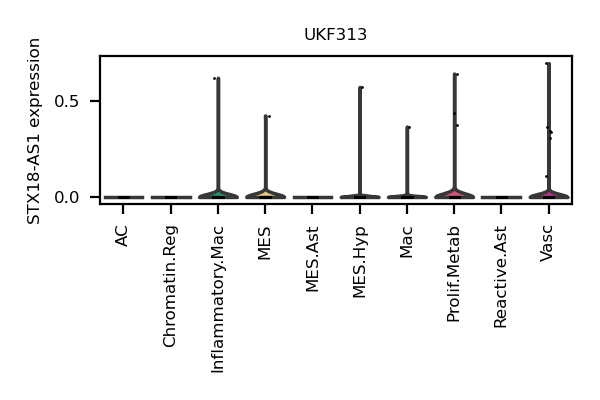 UKF313
STX18-AS1 expression
0.5
0.0
AC
Chromatin.Reg
Inflammatory.Mac
MES
MES.Ast
MES.Hyp
Mac
Prolif.Metab
Reactive.Ast
Vasc